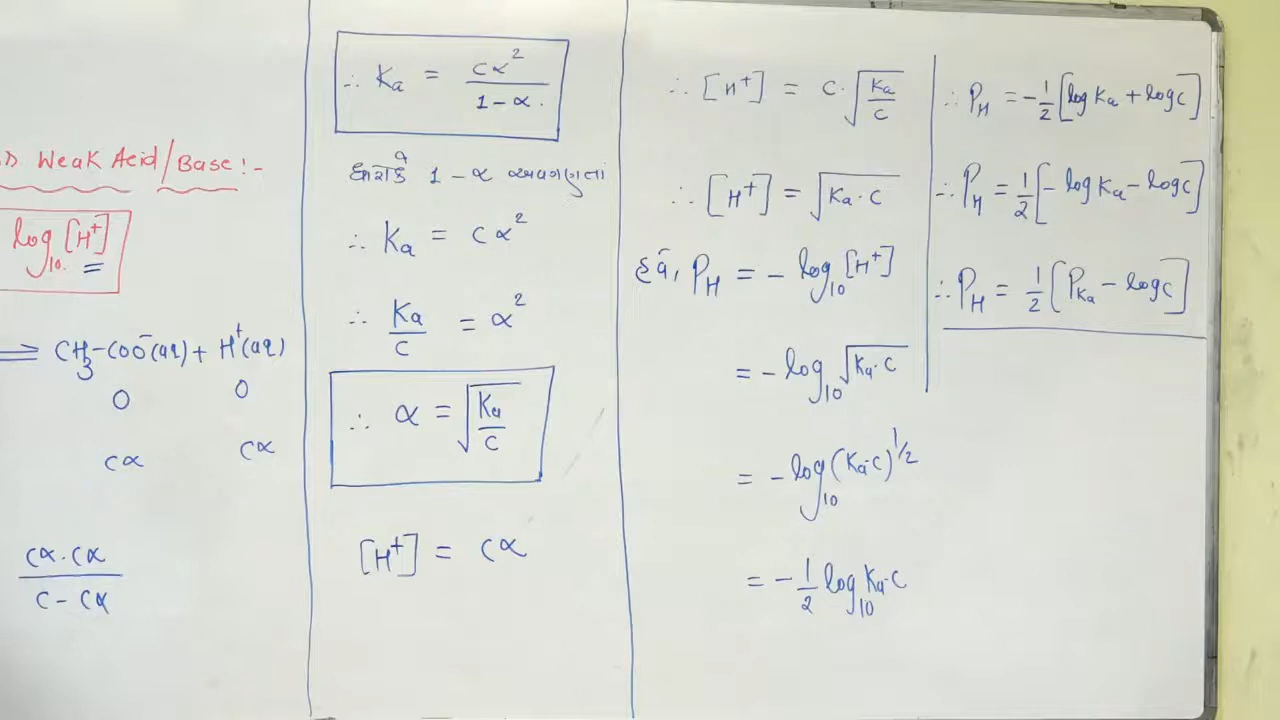 Weak Acid/Base:-
log₁₀ [H⁺]
⇌ CH₃-COO⁻(aq) + H⁺(aq)
0 0
cα cα
cα·cα / c-cα
∴ Ka = cα² / 1-α.
1-α અવગણતાં
∴ Ka = cα²
∴ Ka/c = α²
∴ α = √(Ka/c)
[H⁺] = cα
∴ [H⁺] = c·√(Ka/c)
∴ [H⁺] = √(Ka·c)
હવે, PH = -log₁₀ [H⁺]
= -log₁₀ √(Ka·c)
= -log₁₀ (Ka·c)^1/2
= -1/2 log₁₀ Ka·c
∴ PH = -1/2 [log Ka + log c]
∴ PH = 1/2 [-log Ka - log c]
∴ PH = 1/2 [PKa - log c]